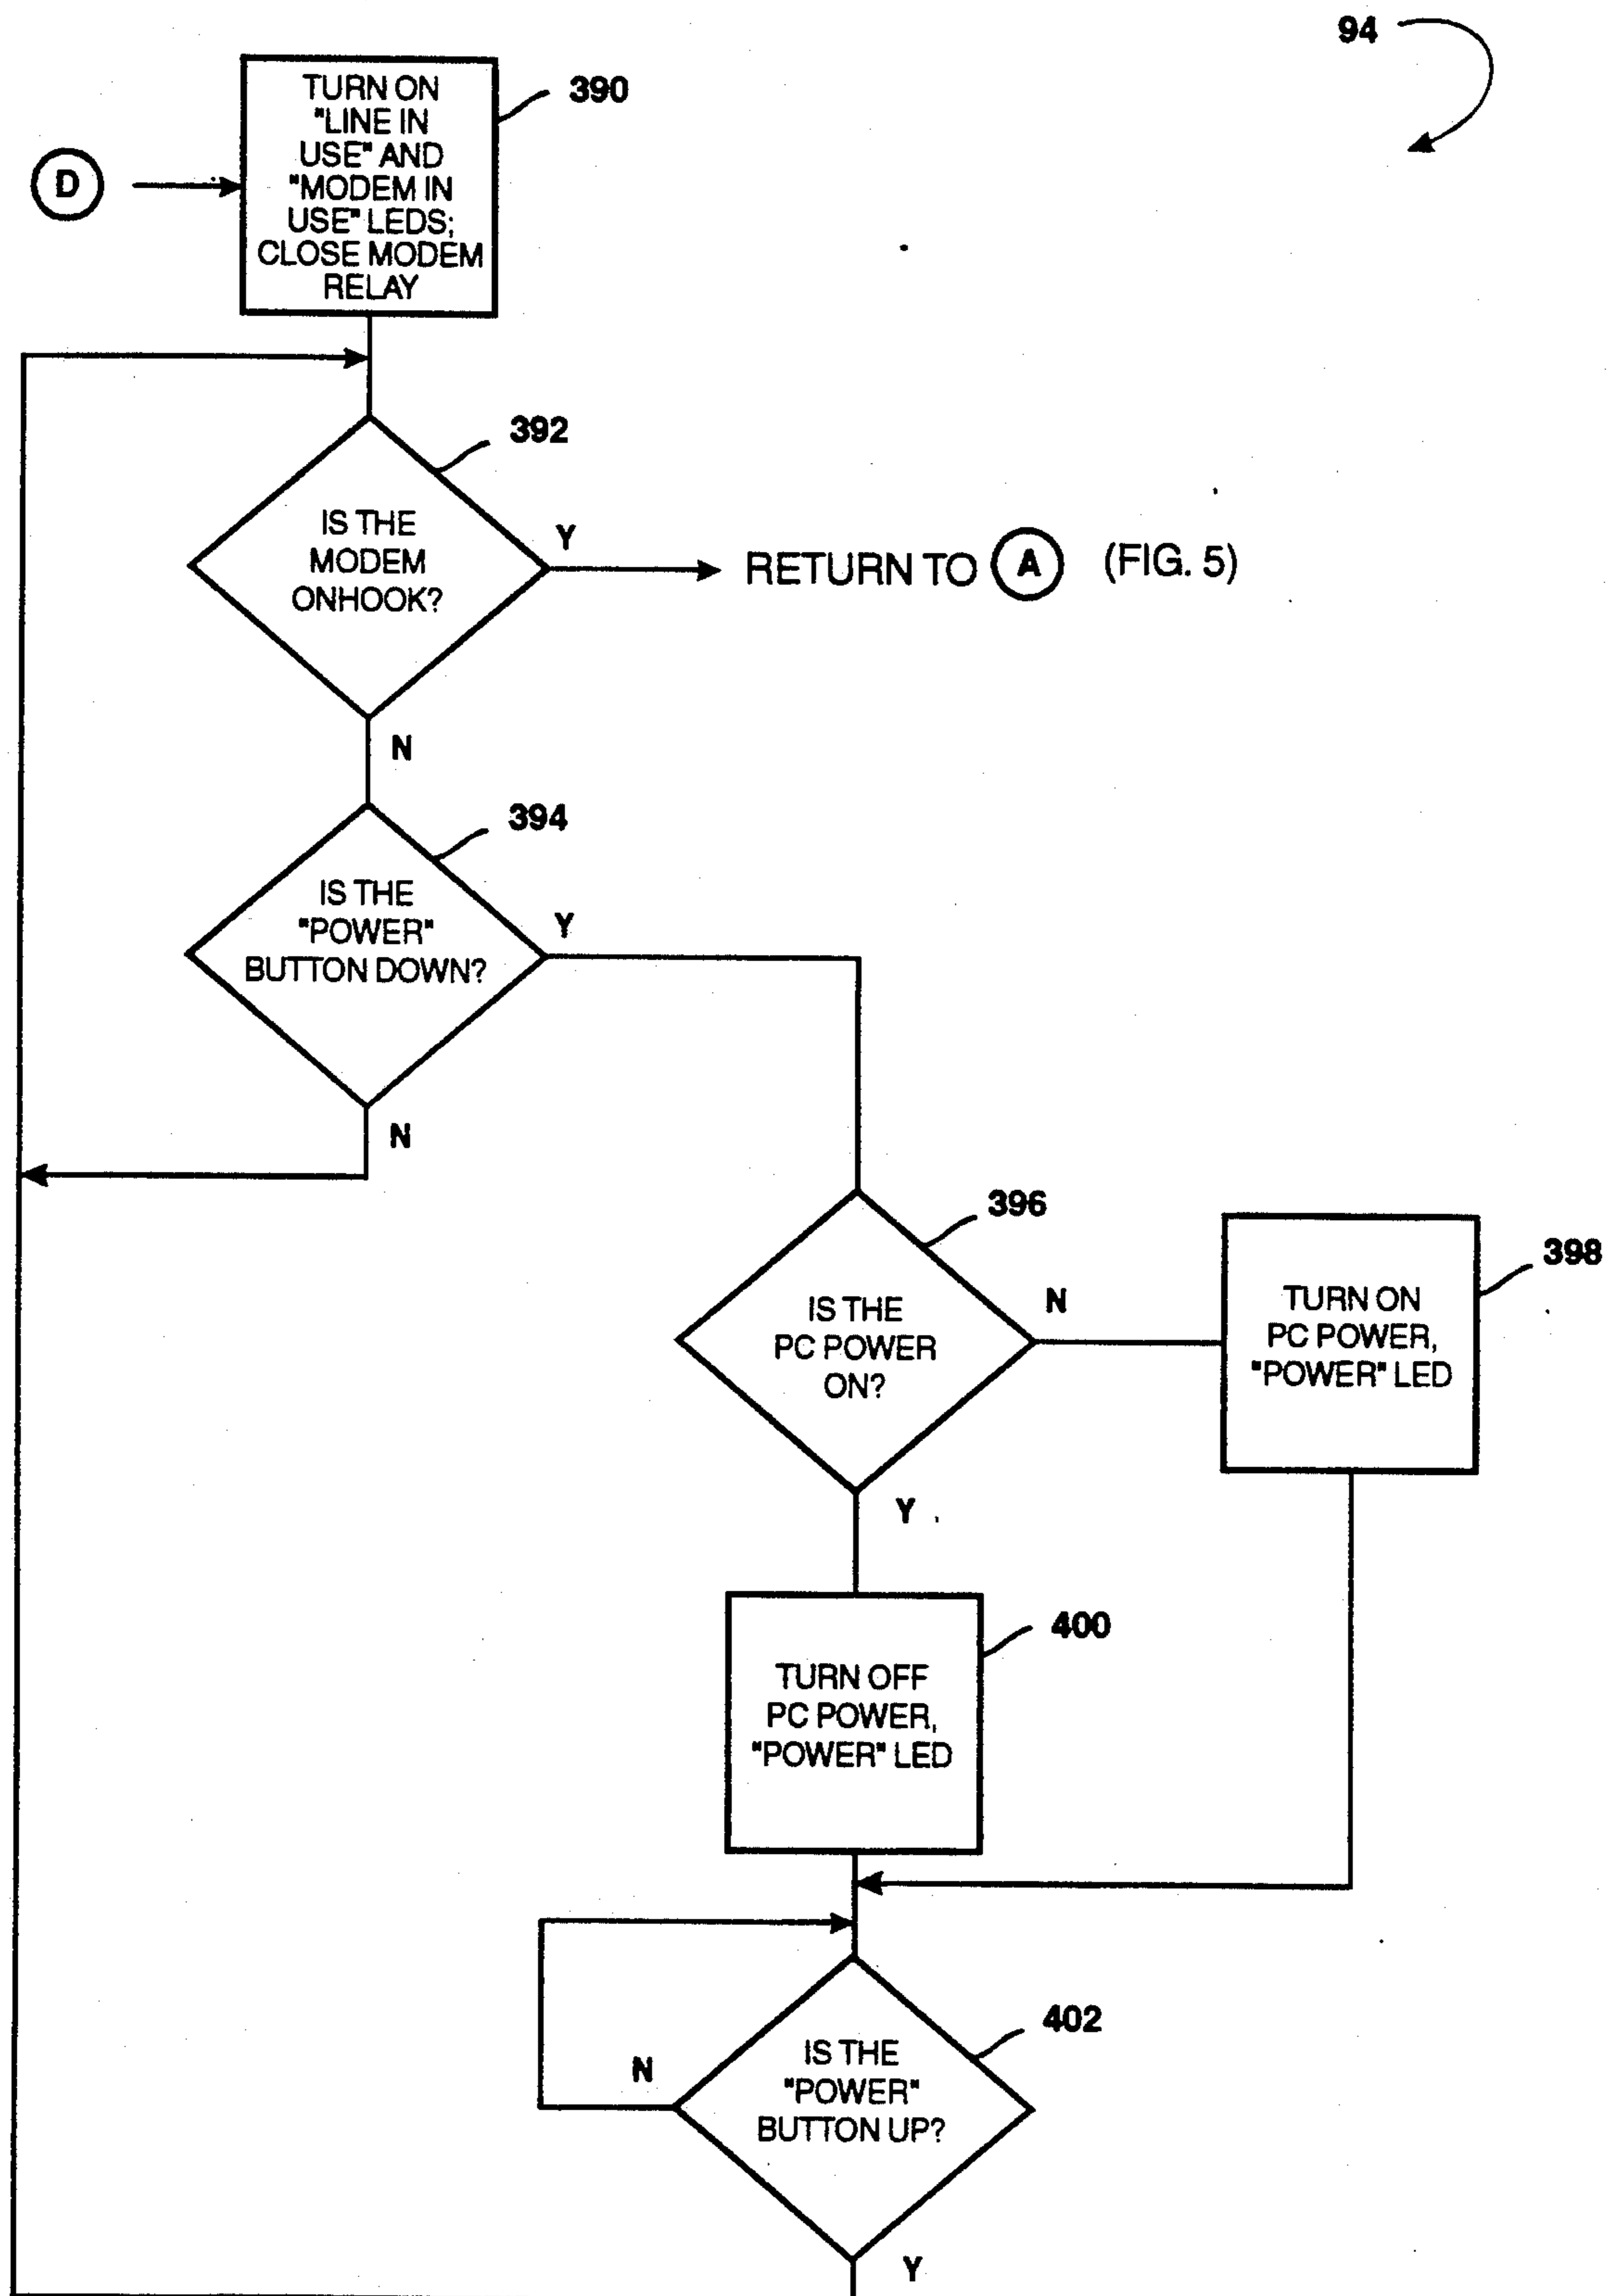 94
TURN ON
"LINE IN
USE" AND
"MODEM IN
USE" LEDS;
CLOSE MODEM
RELAY
390
D
392
IS THE
MODEM
ONHOOK?
Y
RETURN TO A (FIG. 5)
N
394
IS THE
"POWER"
BUTTON DOWN?
Y
N
396
IS THE
PC POWER
ON?
N
398
TURN ON
PC POWER,
"POWER" LED
Y
400
TURN OFF
PC POWER,
"POWER" LED
402
IS THE
"POWER"
BUTTON UP?
N
Y